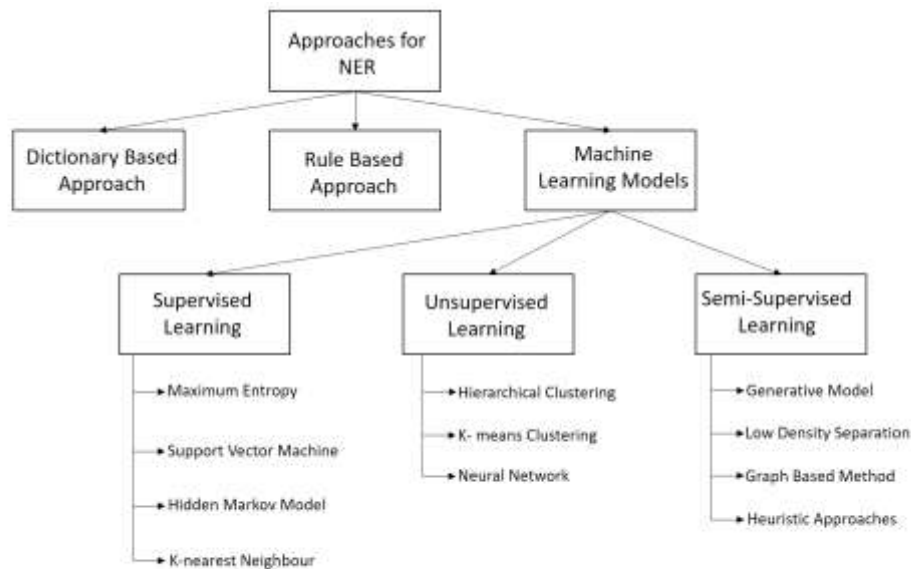 Approaches for
NER
Dictionary Based
Approach
Rule Based
Approach
Machine
Learning Models
Supervised
Learning
Unsupervised
Learning
Semi-Supervised
Learning
Maximum Entropy
Support Vector Machine
Hidden Markov Model
K-nearest Neighbour
Hierarchical Clustering
K- means Clustering
Neural Network
Generative Model
Low Density Separation
Graph Based Method
Heuristic Approaches